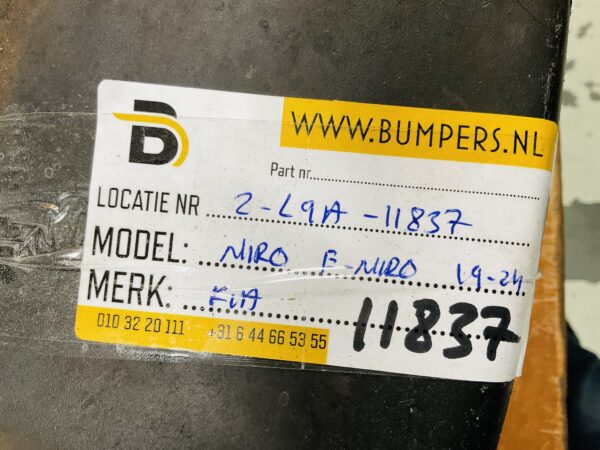 WWW.BUMPERS.NL
Part nr
LOCATIE NR 2-L9A-11837
MODEL: NIRO E-NIRO 19-24
MERK: KIA
11837
010 32 20 111 +31 6 44 66 53 55